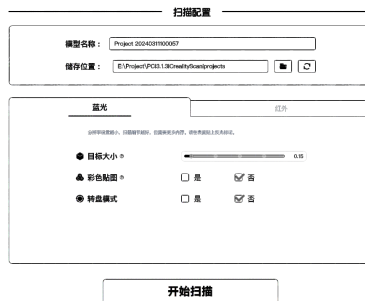 扫描配置
模型名称： Project 20240311100057
储存位置： E:\Project\PCI3.1.3\CrealityScan\projects
蓝光 红外
目标大小 0.15
彩色贴图 是 否
转盘模式 是 否
开始扫描